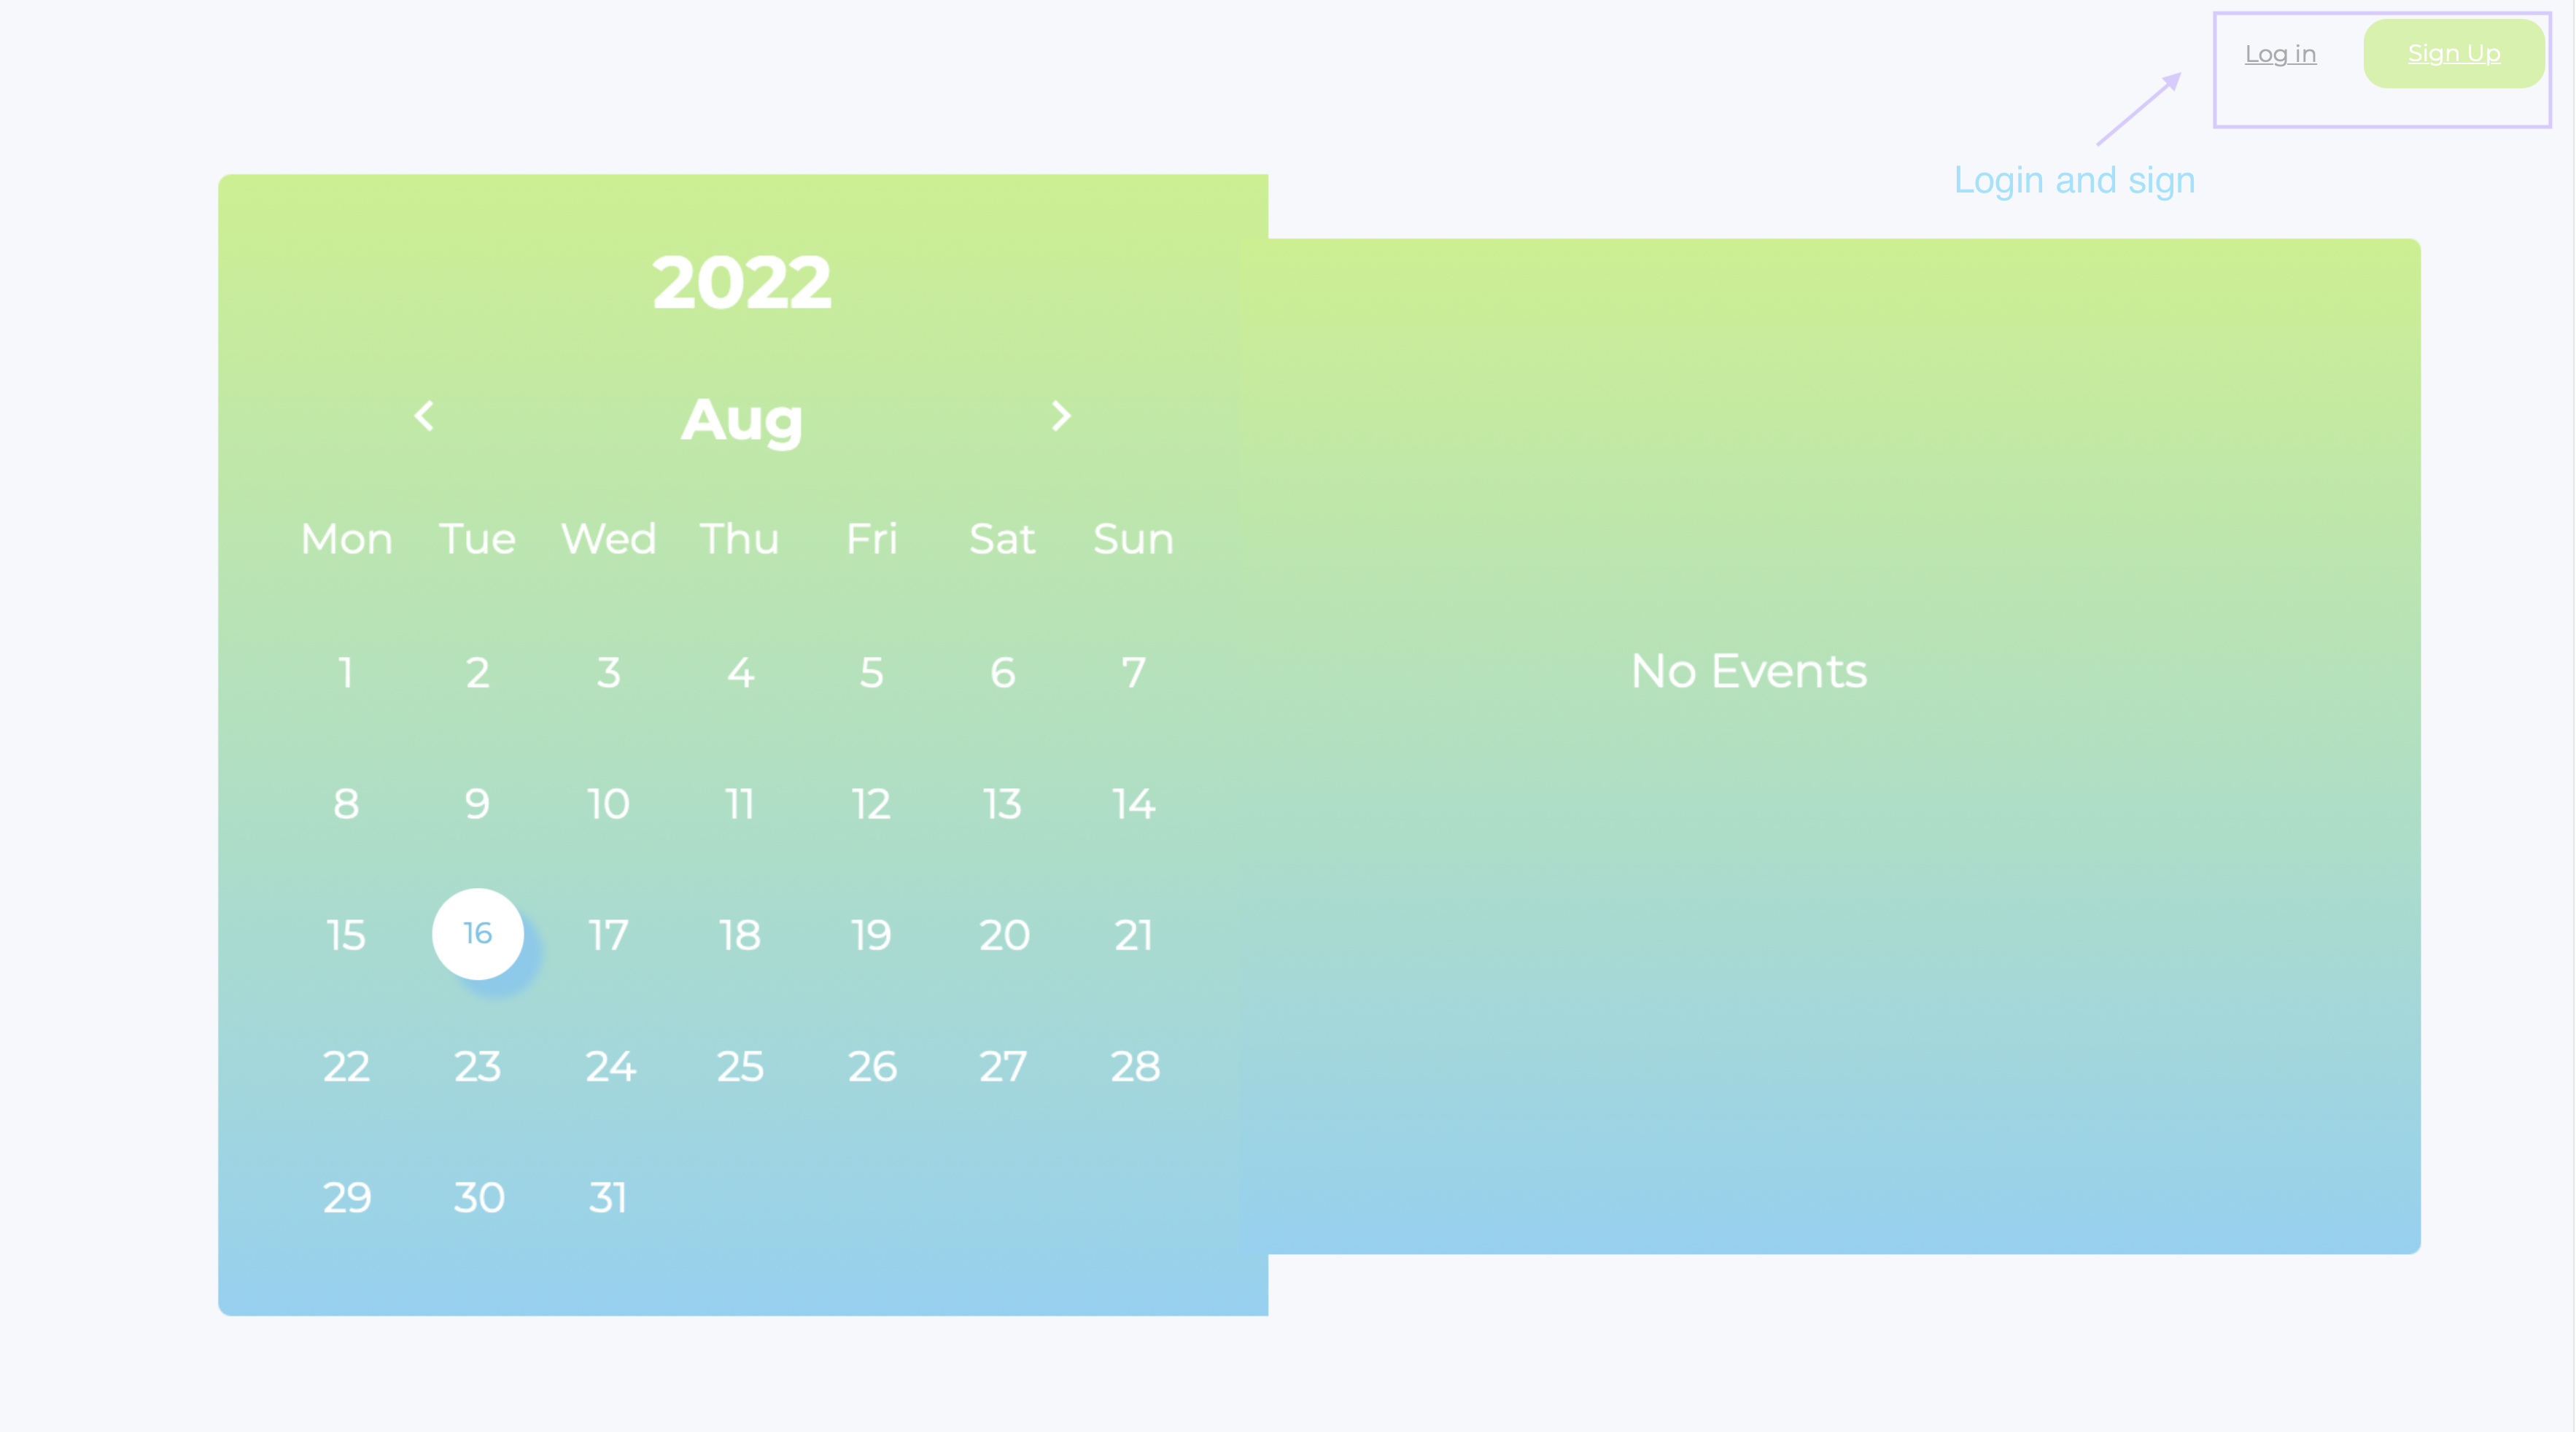 Log in Sign Up
Login and sign
2022
Aug
Mon Tue Wed Thu Fri Sat Sun
1 2 3 4 5 6 7
8 9 10 11 12 13 14
15 16 17 18 19 20 21
22 23 24 25 26 27 28
29 30 31
No Events